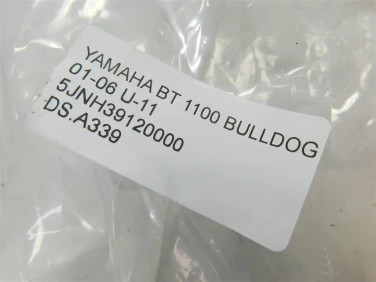 YAMAHA BT 1100 BULLDOG
01-06 U-11
5JNH39120000
DS.A339